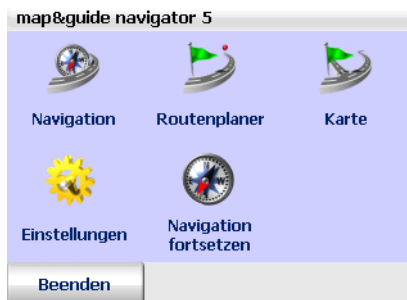 map&guide navigator 5
Navigation
Routenplaner
Karte
Einstellungen
Navigation
fortsetzen
Beenden